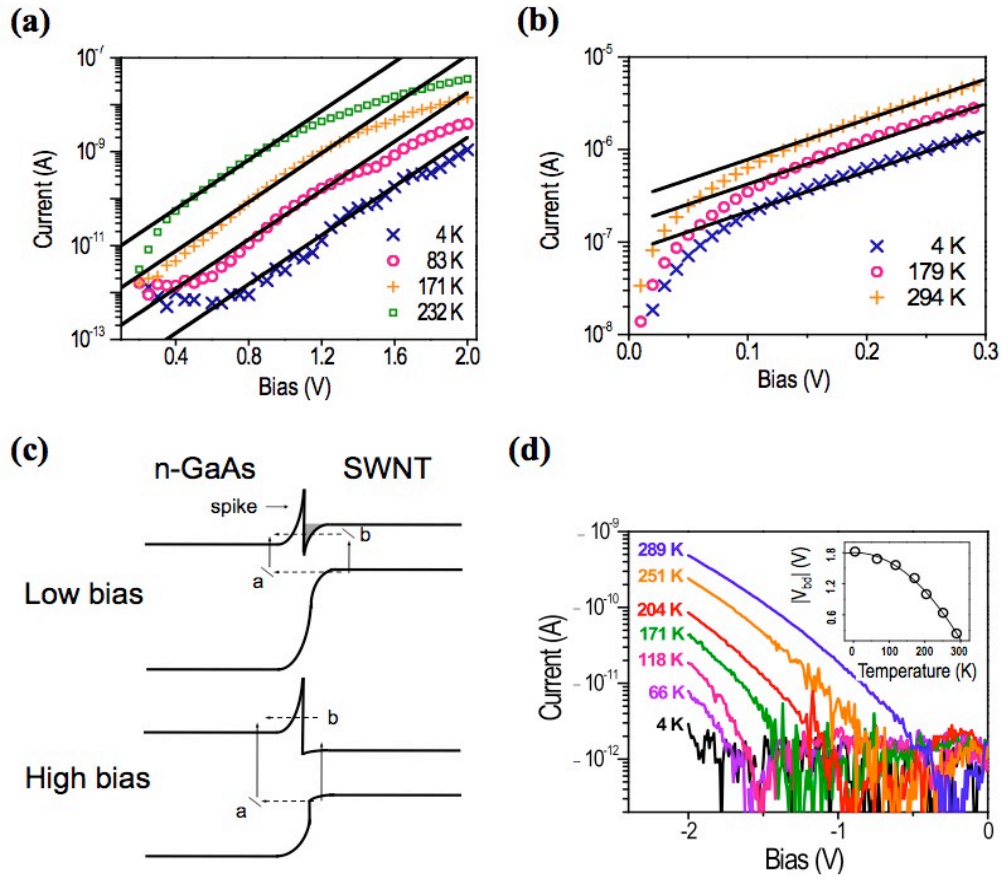 (a)
Current (A)
10⁻⁷
10⁻⁹
10⁻¹¹
10⁻¹³
4 K
83 K
171 K
232 K
0.4 0.8 1.2 1.6 2.0
Bias (V)
(b)
Current (A)
10⁻⁵
10⁻⁶
10⁻⁷
10⁻⁸
4 K
179 K
294 K
0.0 0.1 0.2 0.3
Bias (V)
(c)
n-GaAs SWNT
spike
b
a
Low bias
b
High bias
a
(d)
Current (A)
- 10⁻⁹
- 10⁻¹⁰
- 10⁻¹¹
- 10⁻¹²
289 K
251 K
204 K
171 K
118 K
66 K
4 K
|V_bd| (V)
1.8
1.2
0.6
0 100 200 300
Temperature (K)
-2 -1 0
Bias (V)